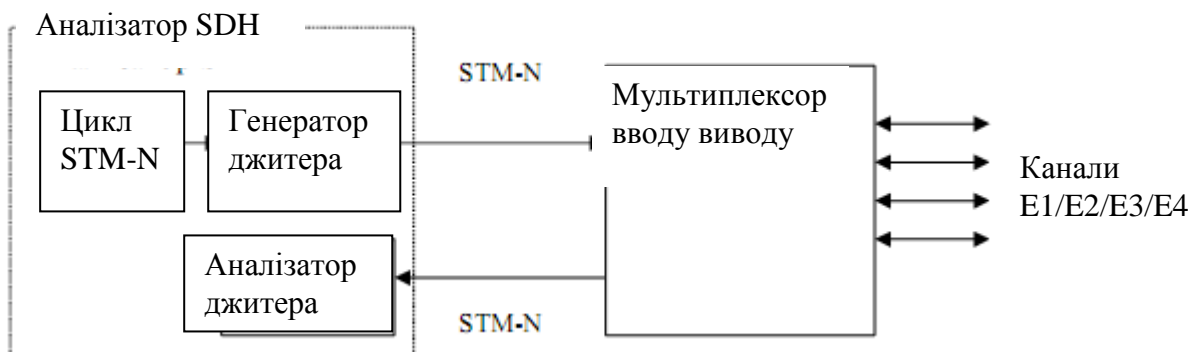 Аналізатор SDH
STM-N
Цикл
STM-N
Генератор
джитера
Мультиплексор
вводу виводу
Канали
E1/E2/E3/E4
Аналізатор
джитера
STM-N